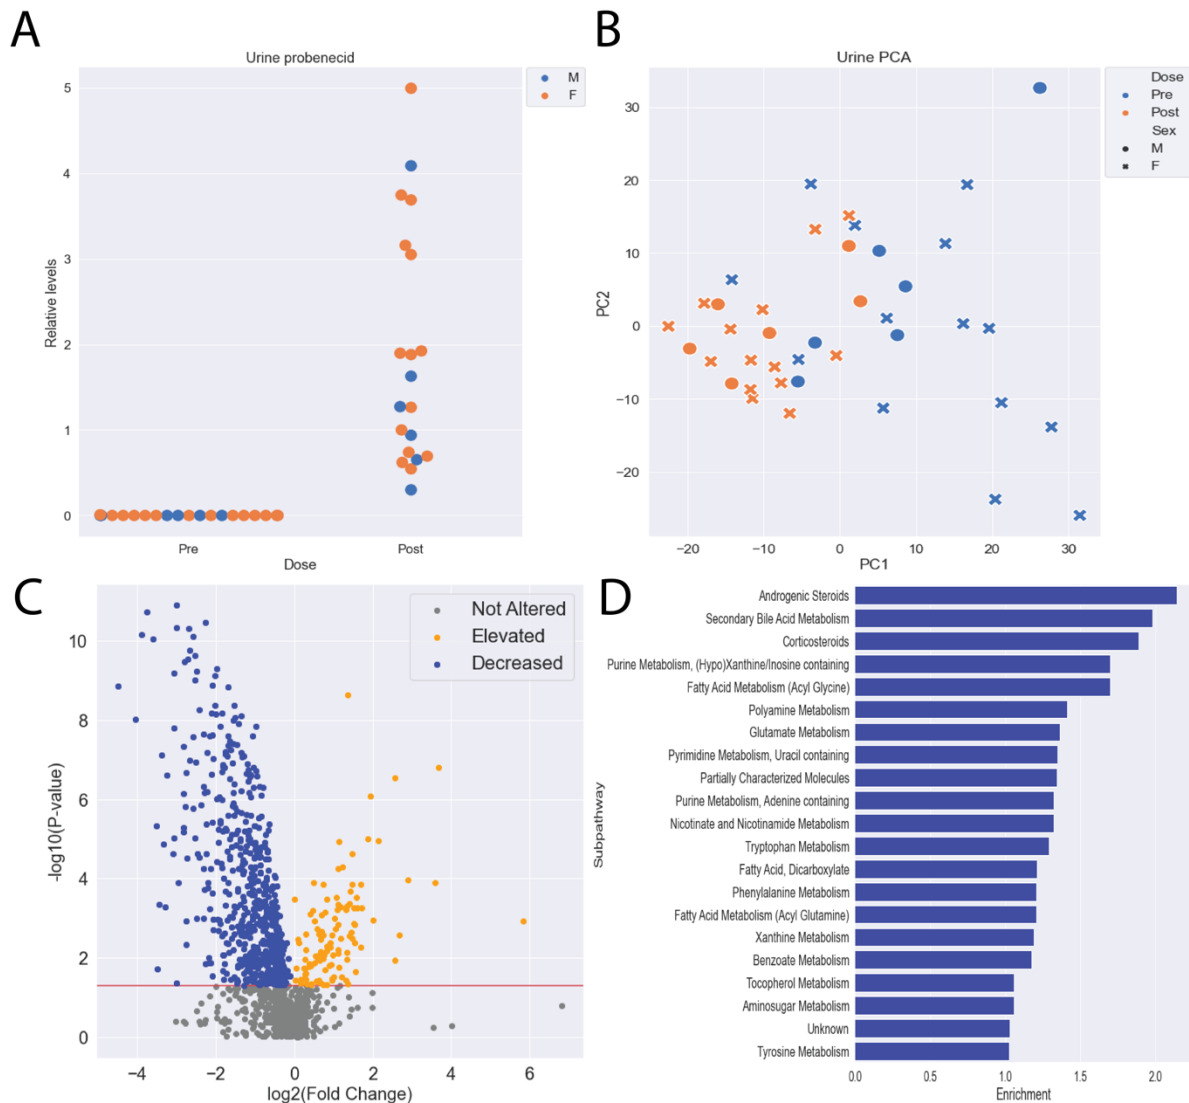 A
Urine probenecid
M
F
5
4
3
2
1
0
Relative levels
Pre
Post
Dose
B
Urine PCA
Dose
Pre
Post
Sex
M
F
30
20
10
0
−10
−20
PC2
−20
−10
0
10
20
30
PC1
C
Not Altered
Elevated
Decreased
10
8
6
4
2
0
-log10(P-value)
−4
−2
0
2
4
6
log2(Fold Change)
D
Androgenic Steroids
Secondary Bile Acid Metabolism
Corticosteroids
Purine Metabolism, (Hypo)Xanthine/Inosine containing
Fatty Acid Metabolism (Acyl Glycine)
Polyamine Metabolism
Glutamate Metabolism
Pyrimidine Metabolism, Uracil containing
Partially Characterized Molecules
Purine Metabolism, Adenine containing
Nicotinate and Nicotinamide Metabolism
Tryptophan Metabolism
Fatty Acid, Dicarboxylate
Phenylalanine Metabolism
Fatty Acid Metabolism (Acyl Glutamine)
Xanthine Metabolism
Benzoate Metabolism
Tocopherol Metabolism
Aminosugar Metabolism
Unknown
Tyrosine Metabolism
Subpathway
0.0
0.5
1.0
1.5
2.0
Enrichment